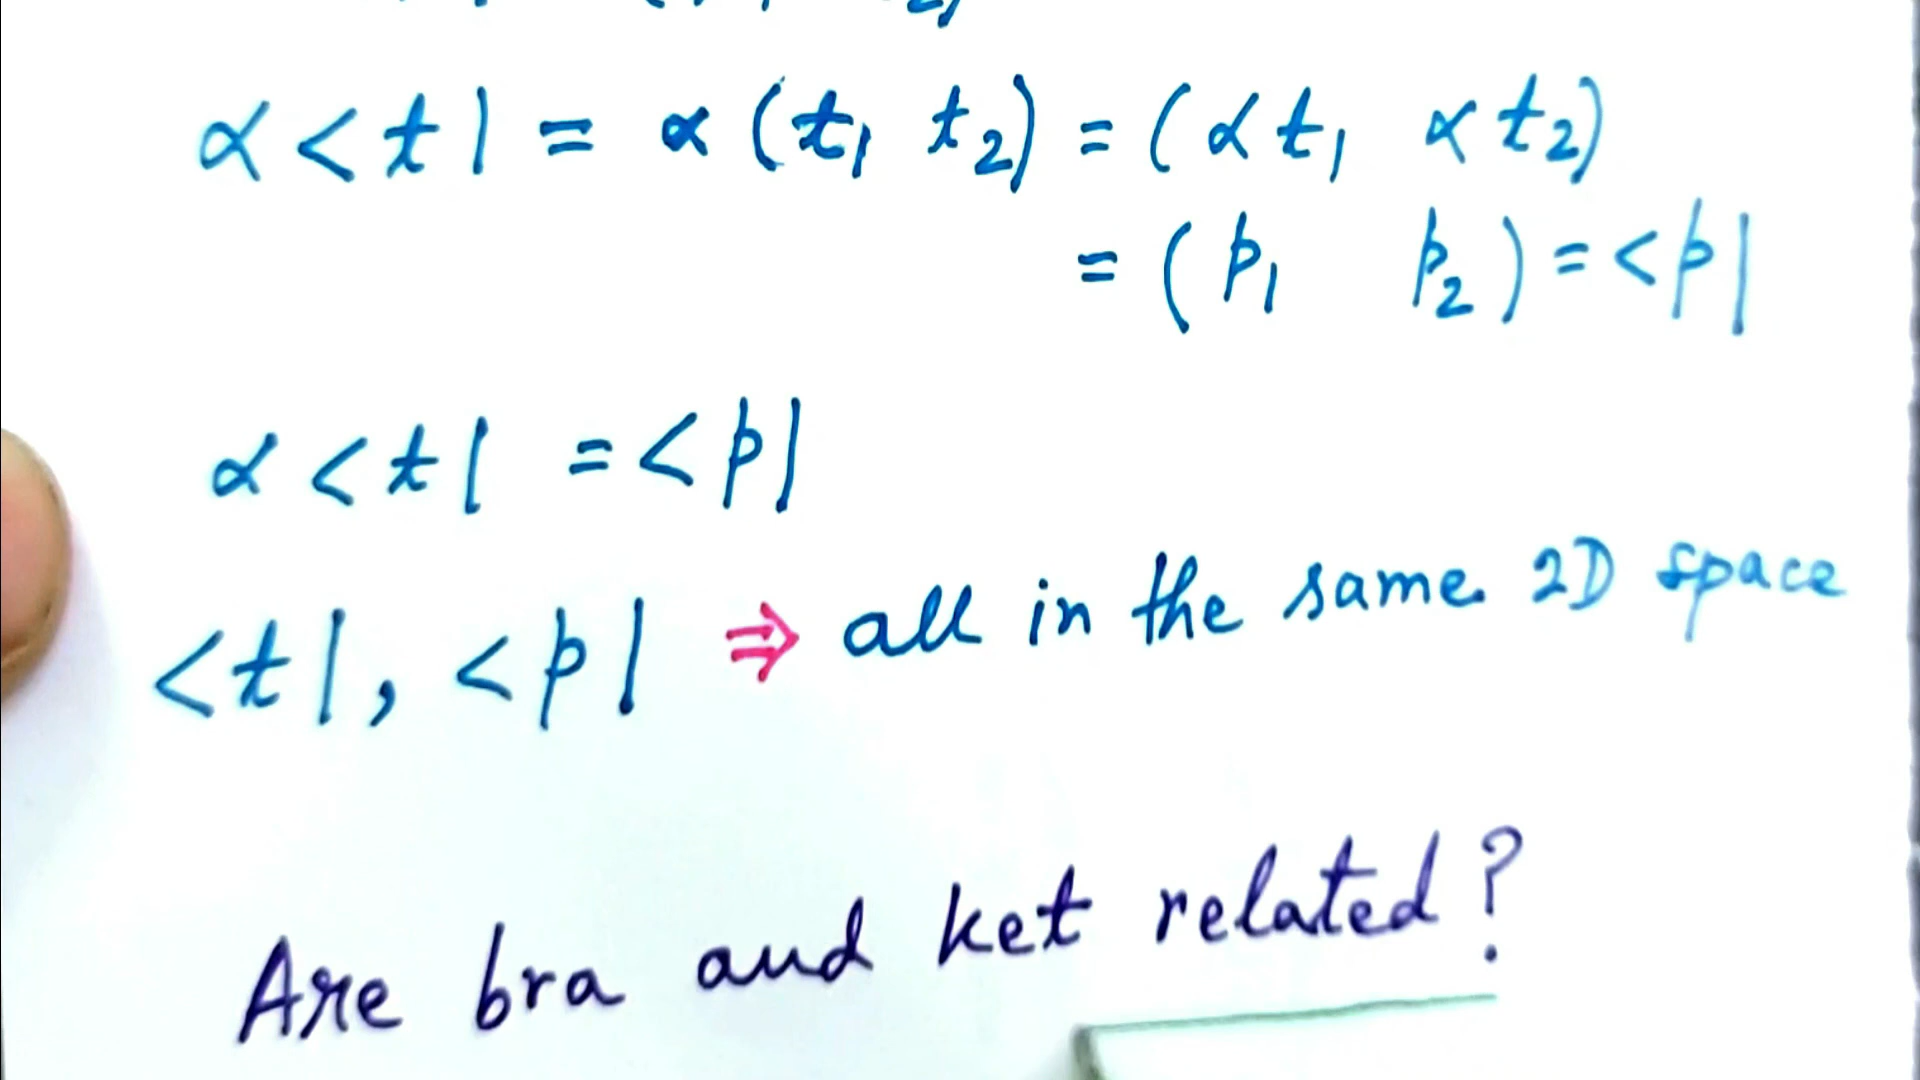 α<t| = α (t₁ t₂) = (αt₁ αt₂)
= (p₁ p₂) = <p|
α<t| = <p|
<t|, <p| ⇒ all in the same 2D space
Are bra and ket related?